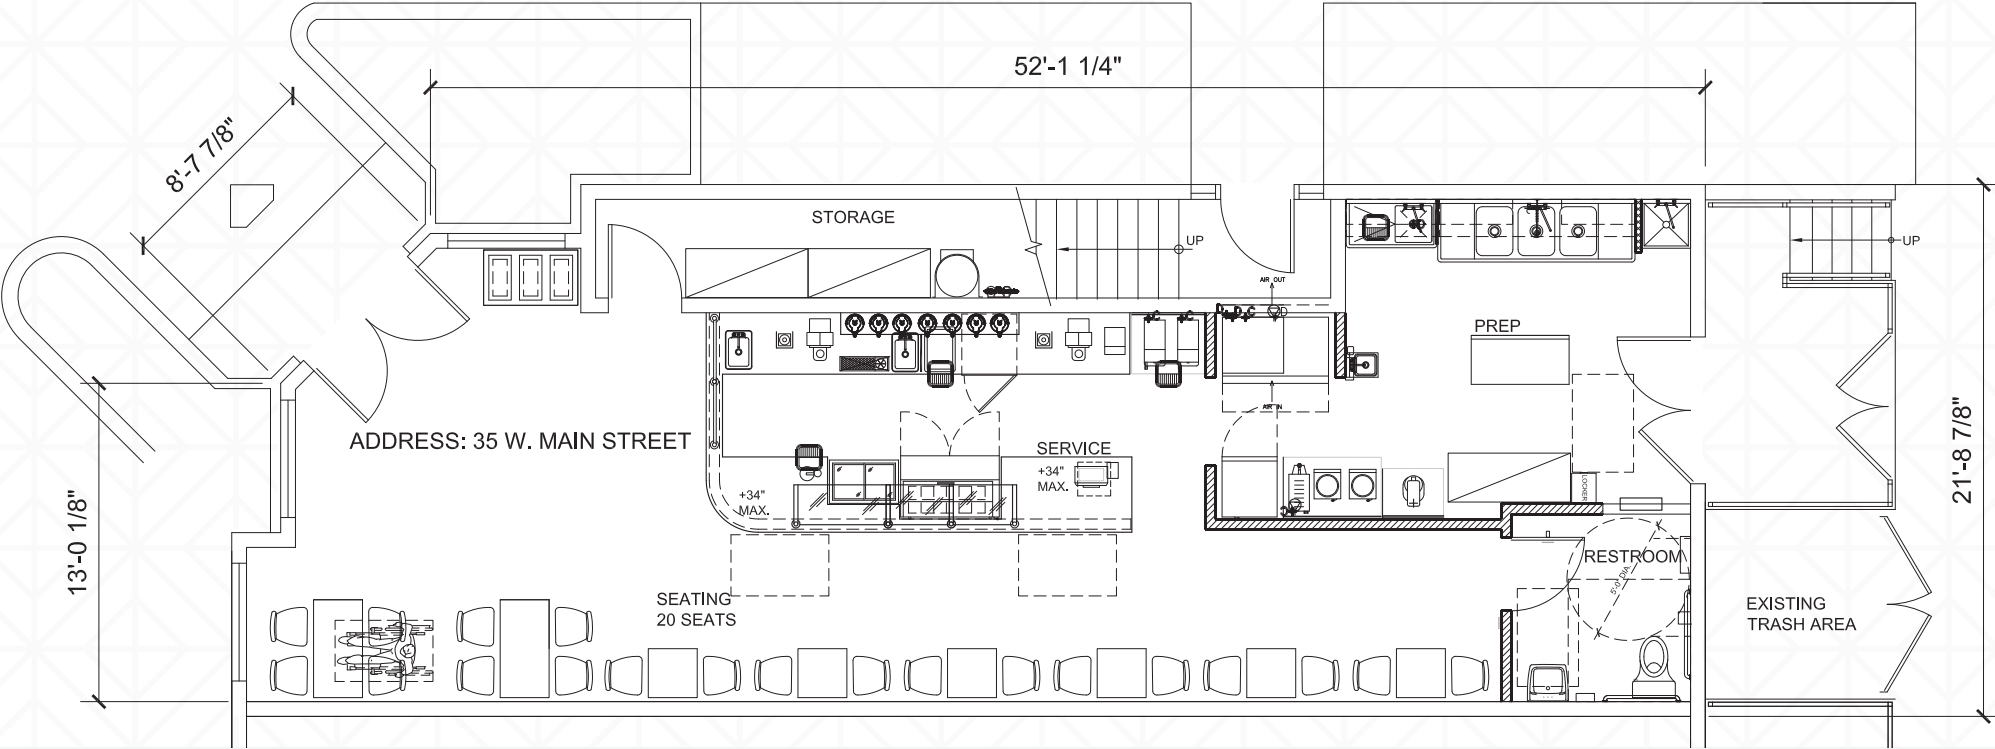 52'-1 1/4"
8'-7 7/8"
STORAGE
UP
UP
AIR OUT
PREP
ADDRESS: 35 W. MAIN STREET
AIR IN
SERVICE
+34"
MAX.
+34"
MAX.
LOCKER
21'-8 7/8"
13'-0 1/8"
RESTROOM
5'-0" DIA.
SEATING
20 SEATS
EXISTING
TRASH AREA